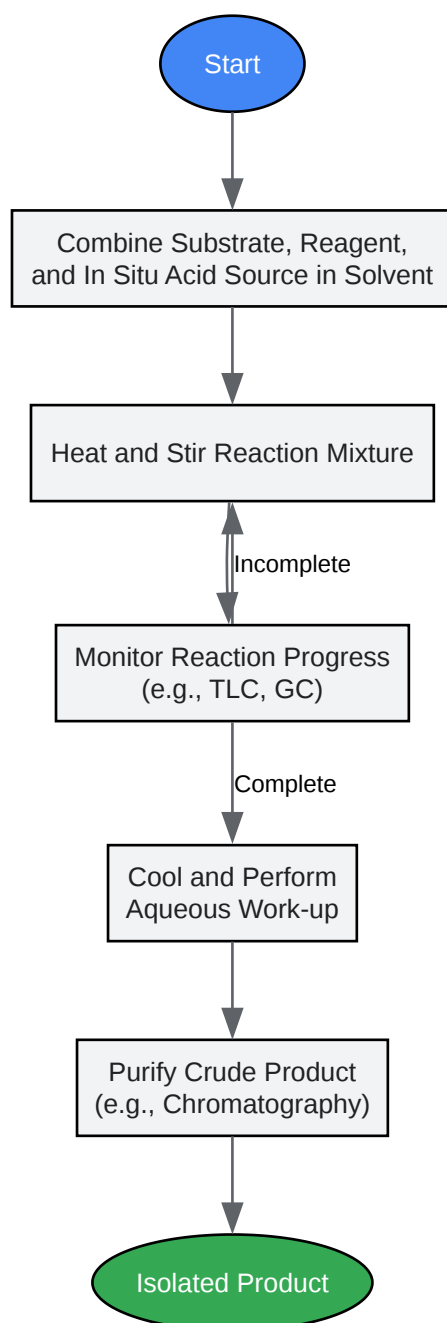 Start
Combine Substrate, Reagent,
and In Situ Acid Source in Solvent
Heat and Stir Reaction Mixture
Incomplete
Monitor Reaction Progress
(e.g., TLC, GC)
Complete
Cool and Perform
Aqueous Work-up
Purify Crude Product
(e.g., Chromatography)
Isolated Product